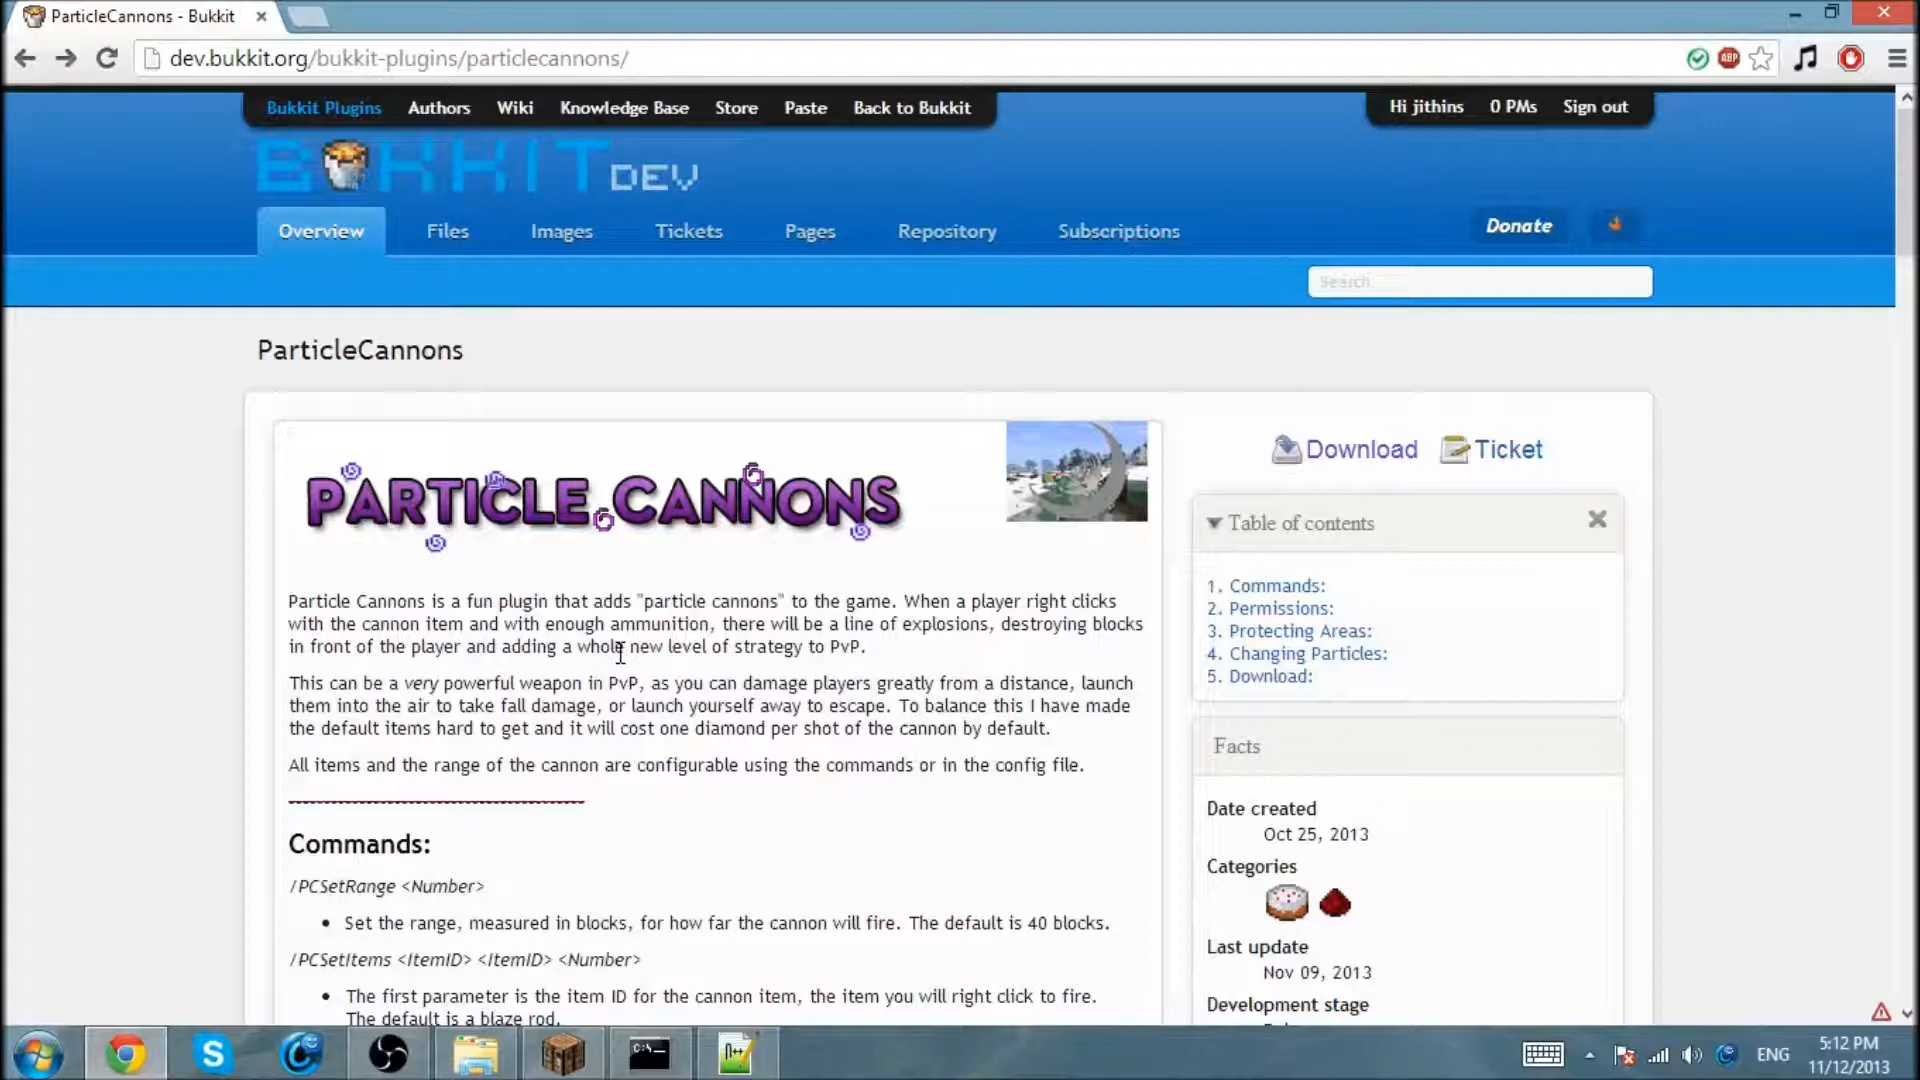 ParticleCannons - Bukkit
dev.bukkit.org/bukkit-plugins/particlecannons/
ABP
Bukkit Plugins Authors Wiki Knowledge Base Store Paste Back to Bukkit
Hi jithins 0 PMs Sign out
BUKKIT DEV
Overview Files Images Tickets Pages Repository Subscriptions
Donate
Search
ParticleCannons
PARTICLE CANNONS
Download Ticket
Table of contents
1. Commands:
2. Permissions:
3. Protecting Areas:
4. Changing Particles:
5. Download:
Particle Cannons is a fun plugin that adds "particle cannons" to the game. When a player right clicks
with the cannon item and with enough ammunition, there will be a line of explosions, destroying blocks
in front of the player and adding a whole new level of strategy to PvP.
This can be a very powerful weapon in PvP, as you can damage players greatly from a distance, launch
them into the air to take fall damage, or launch yourself away to escape. To balance this I have made
the default items hard to get and it will cost one diamond per shot of the cannon by default.
All items and the range of the cannon are configurable using the commands or in the config file.
Commands:
/PCSetRange <Number>
• Set the range, measured in blocks, for how far the cannon will fire. The default is 40 blocks.
/PCSetItems <ItemID> <ItemID> <Number>
• The first parameter is the item ID for the cannon item, the item you will right click to fire.
The default is a blaze rod.
Facts
Date created
Oct 25, 2013
Categories
Last update
Nov 09, 2013
Development stage
ENG
5:12 PM
11/12/2013